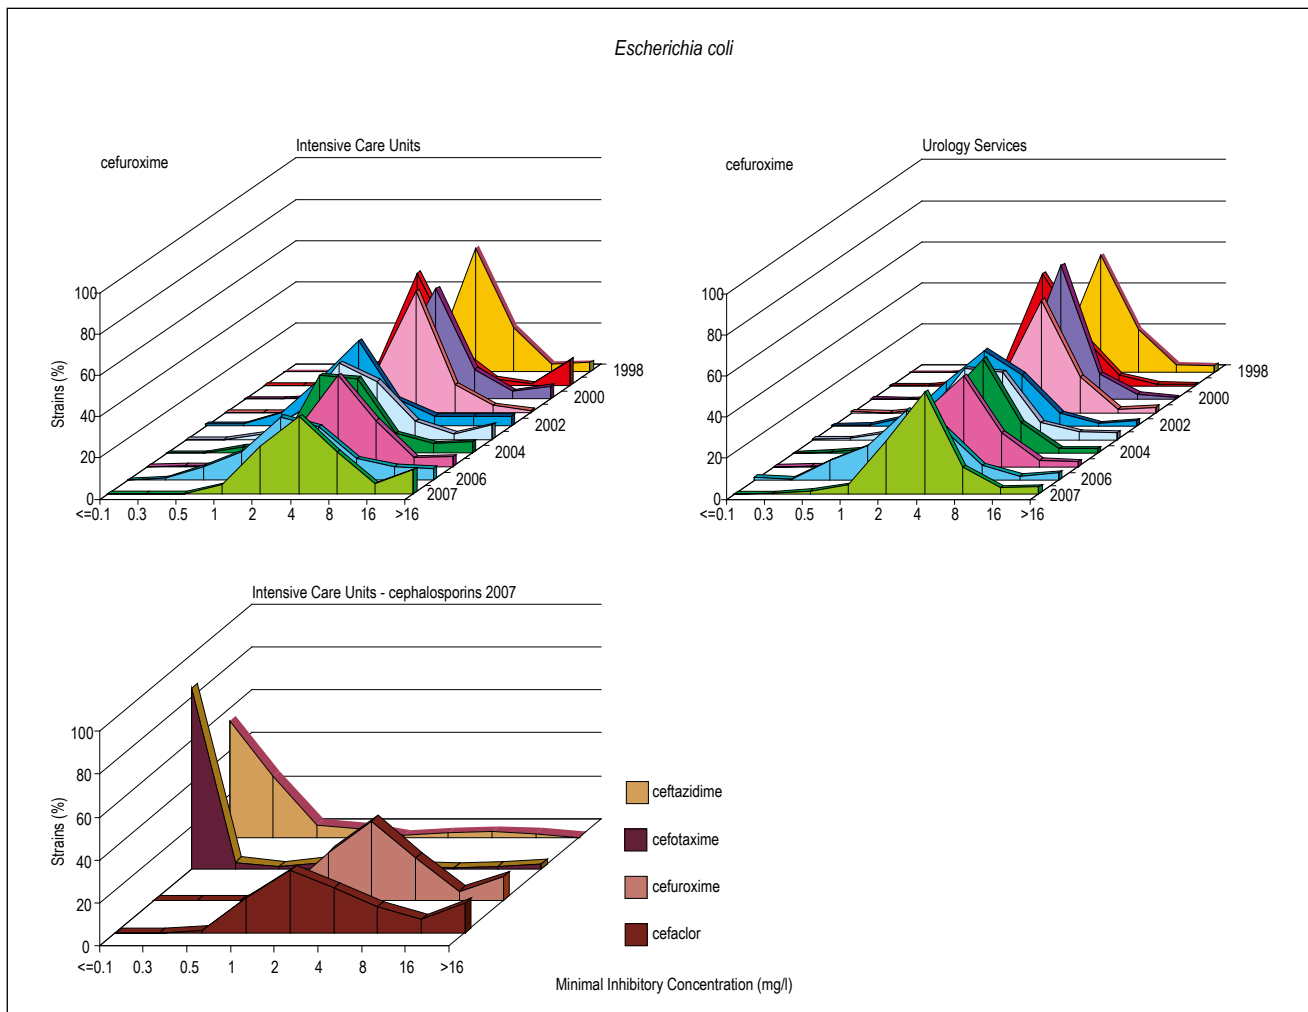 Escherichia coli
Intensive Care Units
cefuroxime
Strains (%)
100
80
60
40
20
0
<=0.1 0.3 0.5 1 2 4 8 16 >16
1998
2000
2002
2004
2006
2007
Urology Services
cefuroxime
100
80
60
40
20
0
<=0.1 0.3 0.5 1 2 4 8 16 >16
1998
2000
2002
2004
2006
2007
Intensive Care Units - cephalosporins 2007
Strains (%)
100
80
60
40
20
0
<=0.1 0.3 0.5 1 2 4 8 16 >16
ceftazidime
cefotaxime
cefuroxime
cefaclor
Minimal Inhibitory Concentration (mg/l)